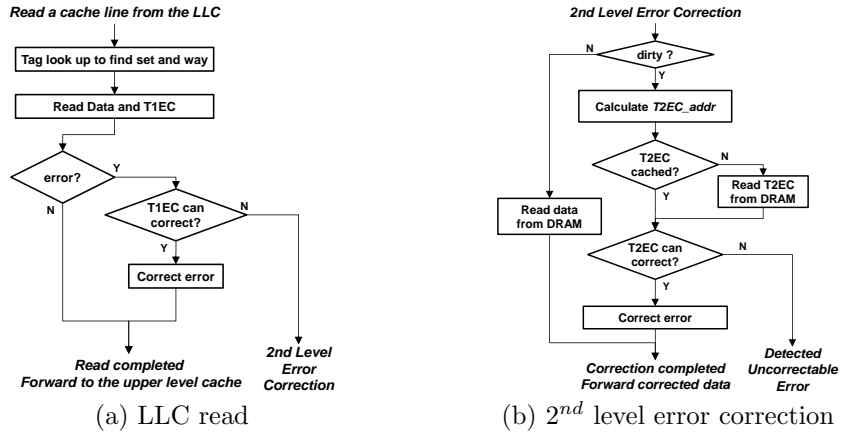 Read a cache line from the LLC
Tag look up to find set and way
Read Data and T1EC
error?
Y
N
T1EC can
correct?
N
Y
Correct error
Read completed
Forward to the upper level cache
2nd Level
Error
Correction
(a) LLC read
2nd Level Error Correction
dirty ?
N
Y
Calculate T2EC_addr
T2EC
cached?
N
Y
Read T2EC
from DRAM
Read data
from DRAM
T2EC can
correct?
N
Y
Correct error
Correction completed
Forward corrected data
Detected
Uncorrectable
Error
(b) 2nd level error correction